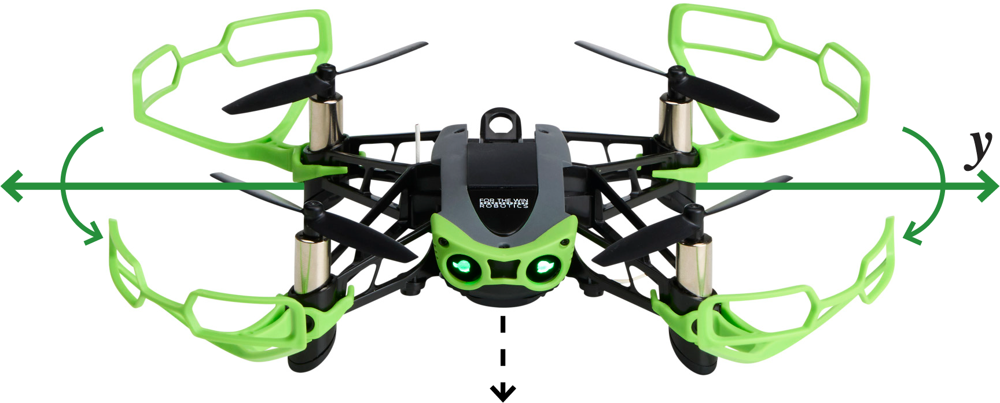 y
FOR THE WIN
ROBOTICS